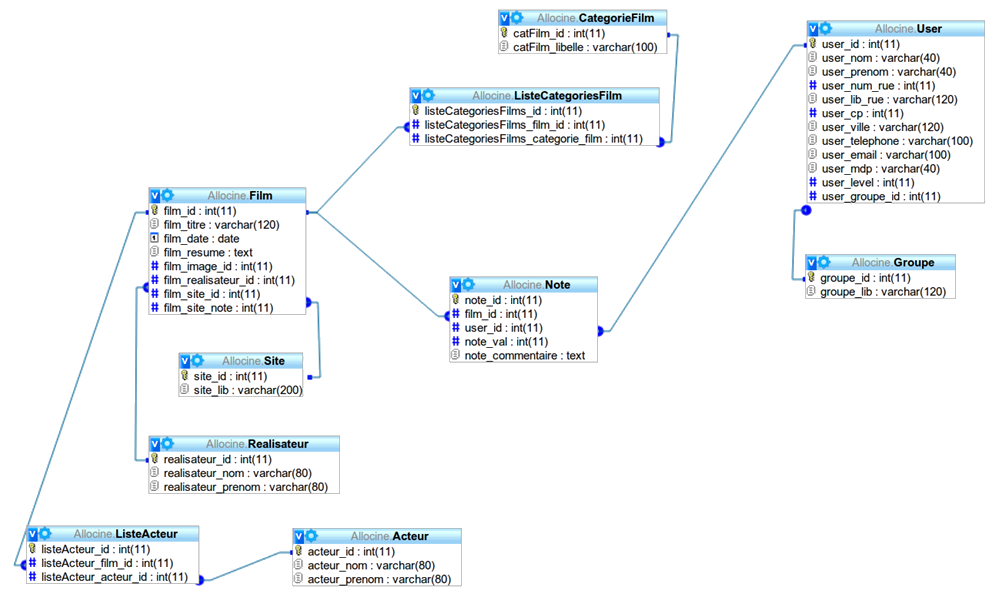 Allocine.CategorieFilm
catFilm_id : int(11)
catFilm_libelle : varchar(100)
Allocine.User
user_id : int(11)
user_nom : varchar(40)
user_prenom : varchar(40)
user_num_rue : int(11)
user_lib_rue : varchar(120)
user_cp : int(11)
user_ville : varchar(120)
user_telephone : varchar(100)
user_email : varchar(100)
user_mdp : varchar(40)
user_level : int(11)
user_groupe_id : int(11)
Allocine.ListeCategoriesFilm
listeCategoriesFilms_id : int(11)
listeCategoriesFilms_film_id : int(11)
listeCategoriesFilms_categorie_film : int(11)
Allocine.Film
film_id : int(11)
film_titre : varchar(120)
film_date : date
film_resume : text
film_image_id : int(11)
film_realisateur_id : int(11)
film_site_id : int(11)
film_site_note : int(11)
Allocine.Groupe
groupe_id : int(11)
groupe_lib : varchar(120)
Allocine.Note
note_id : int(11)
film_id : int(11)
user_id : int(11)
note_val : int(11)
note_commentaire : text
Allocine.Site
site_id : int(11)
site_lib : varchar(200)
Allocine.Realisateur
realisateur_id : int(11)
realisateur_nom : varchar(80)
realisateur_prenom : varchar(80)
Allocine.ListeActeur
listeActeur_id : int(11)
listeActeur_film_id : int(11)
listeActeur_acteur_id : int(11)
Allocine.Acteur
acteur_id : int(11)
acteur_nom : varchar(80)
acteur_prenom : varchar(80)